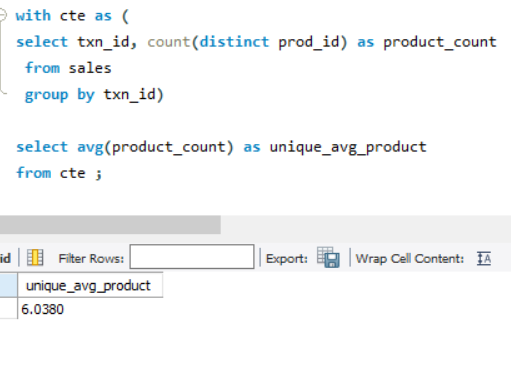 with cte as (
select txn_id, count(distinct prod_id) as product_count
from sales
group by txn_id)
select avg(product_count) as unique_avg_product
from cte ;
id Filter Rows: Export: Wrap Cell Content:
unique_avg_product
6.0380